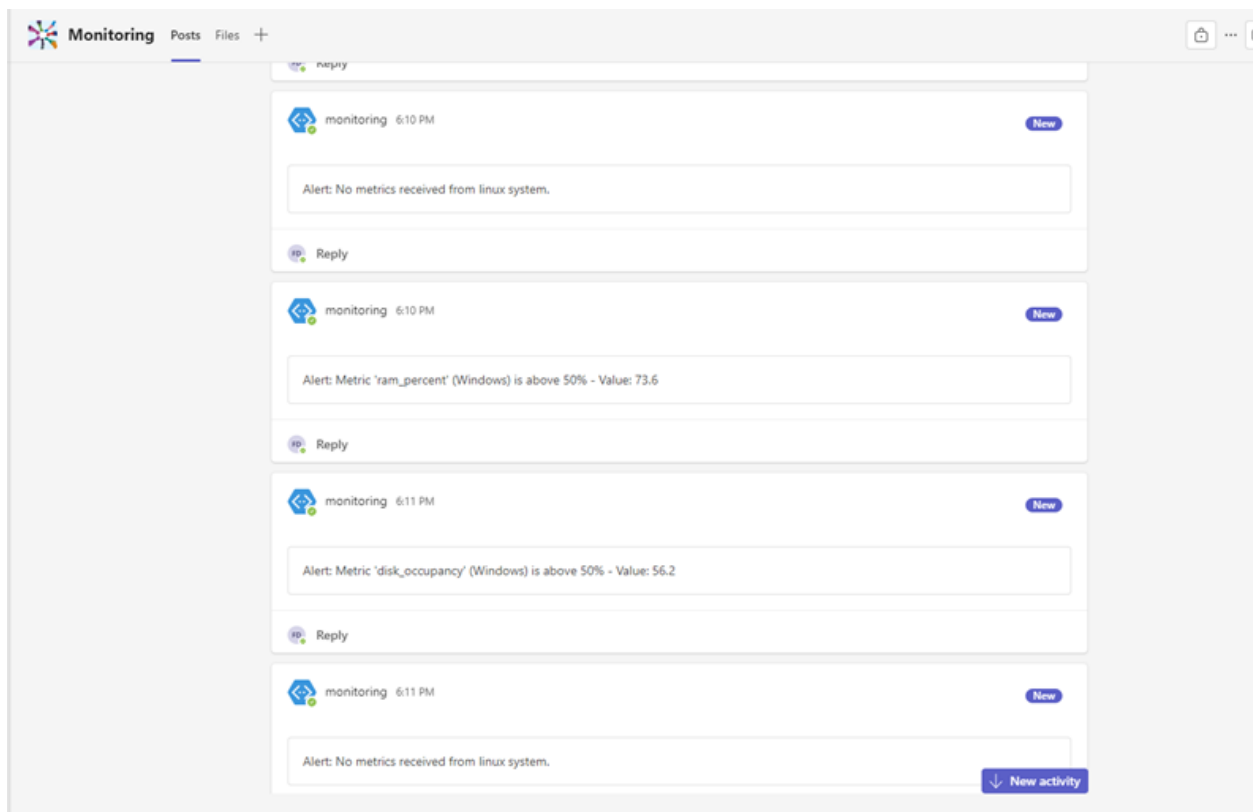 Monitoring Posts Files
Reply
monitoring 6:10 PM
New
Alert: No metrics received from linux system.
FD Reply
monitoring 6:10 PM
New
Alert: Metric 'ram_percent' (Windows) is above 50% - Value: 73.6
FD Reply
monitoring 6:11 PM
New
Alert: Metric 'disk_occupancy' (Windows) is above 50% - Value: 56.2
FD Reply
monitoring 6:11 PM
New
Alert: No metrics received from linux system.
New activity